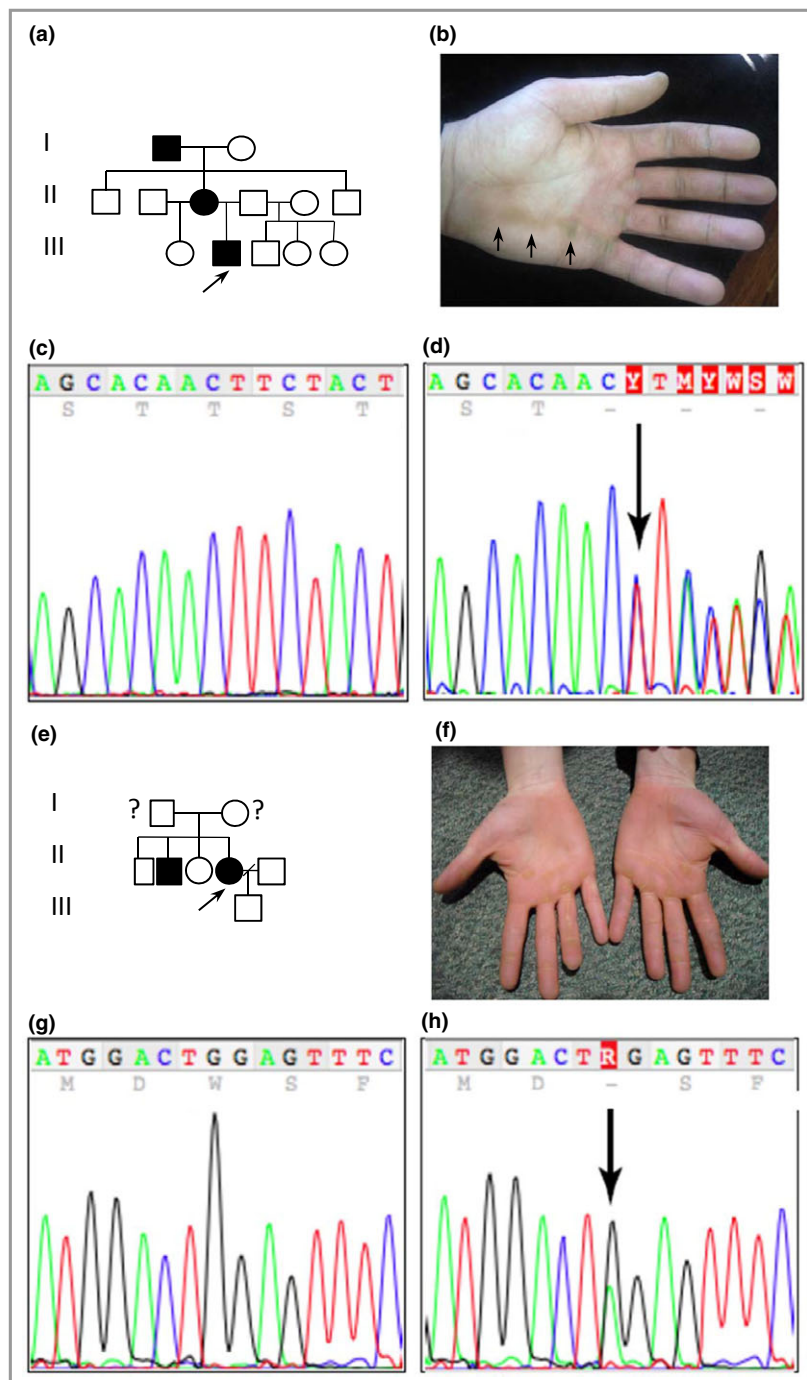 (a)
(b)
I
II
III
(c)
(d)
A G C A C A A C T T C T A C T
S T T S T
A G C A C A A C Y T M Y W S W
S T - - -
(e)
(f)
I
? ?
II
III
(g)
(h)
A T G G A C T G G A G T T T C
M D W S F
A T G G A C T R G A G T T T C
M D - S F